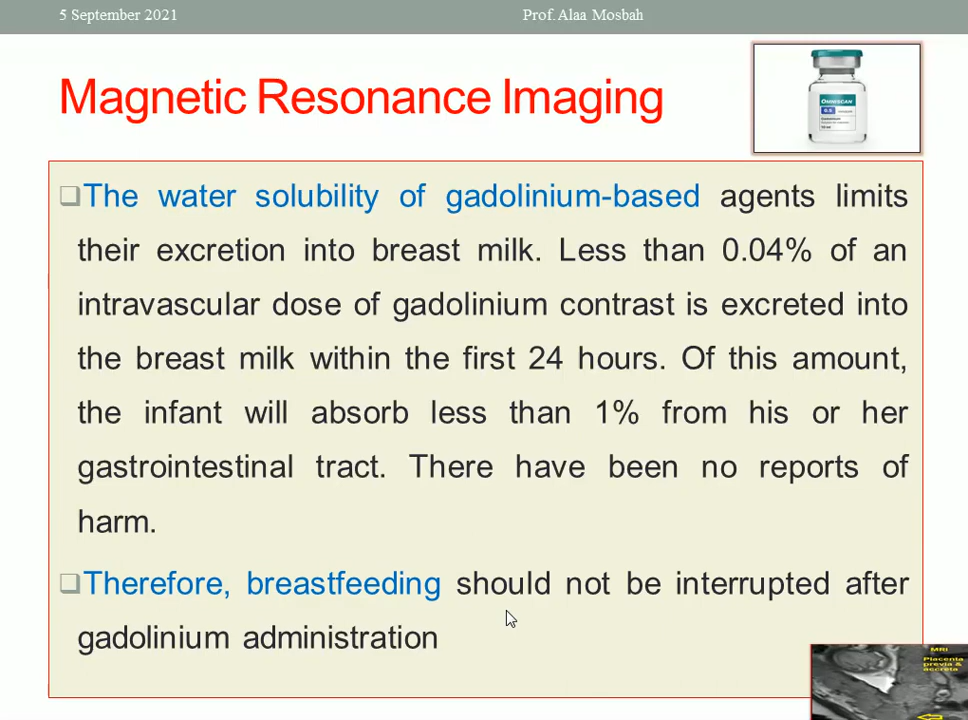 5 September 2021
Prof. Alaa Mosbah
Magnetic Resonance Imaging
OMNISCAN
The water solubility of gadolinium-based agents limits
their excretion into breast milk. Less than 0.04% of an
intravascular dose of gadolinium contrast is excreted into
the breast milk within the first 24 hours. Of this amount,
the infant will absorb less than 1% from his or her
gastrointestinal tract. There have been no reports of
harm.
Therefore, breastfeeding should not be interrupted after
gadolinium administration
MRI
Placenta
previa &
accreta